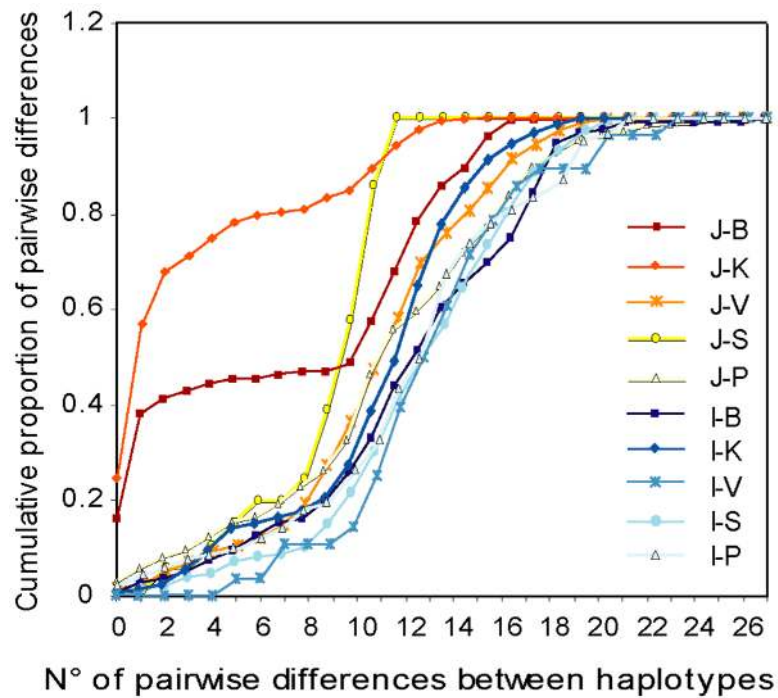 Cumulative proportion of pairwise differences
1.2
1
0.8
0.6
0.4
0.2
0
0 2 4 6 8 10 12 14 16 18 20 22 24 26
N° of pairwise differences between haplotypes
J-B
J-K
J-V
J-S
J-P
I-B
I-K
I-V
I-S
I-P